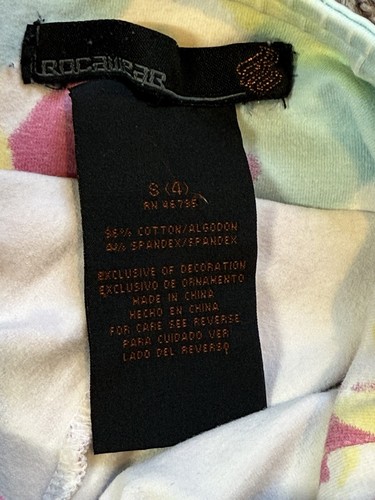 ROCAWEAR
S (4)
RN 46735
96% COTTON/ALGODON
4% SPANDEX/SPANDEX
EXCLUSIVE OF DECORATION
EXCLUSIVO DE ORNAMENTO
MADE IN CHINA
HECHO EN CHINA
FOR CARE SEE REVERSE
PARA CUIDADO VER
LADO DEL REVERSO